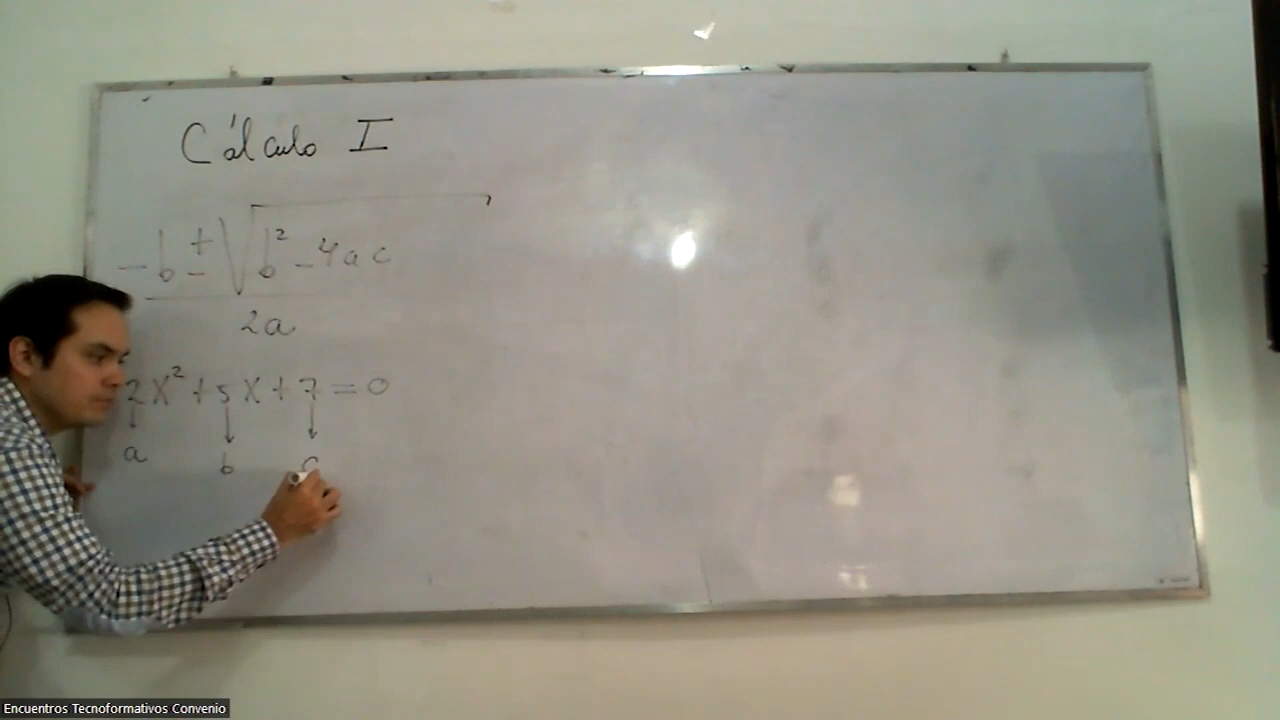 Cálculo I
-b ± √b² - 4ac
2a
2x² + 5x + 7 = 0
a b c
Encuentros Tecnoformativos Convenio